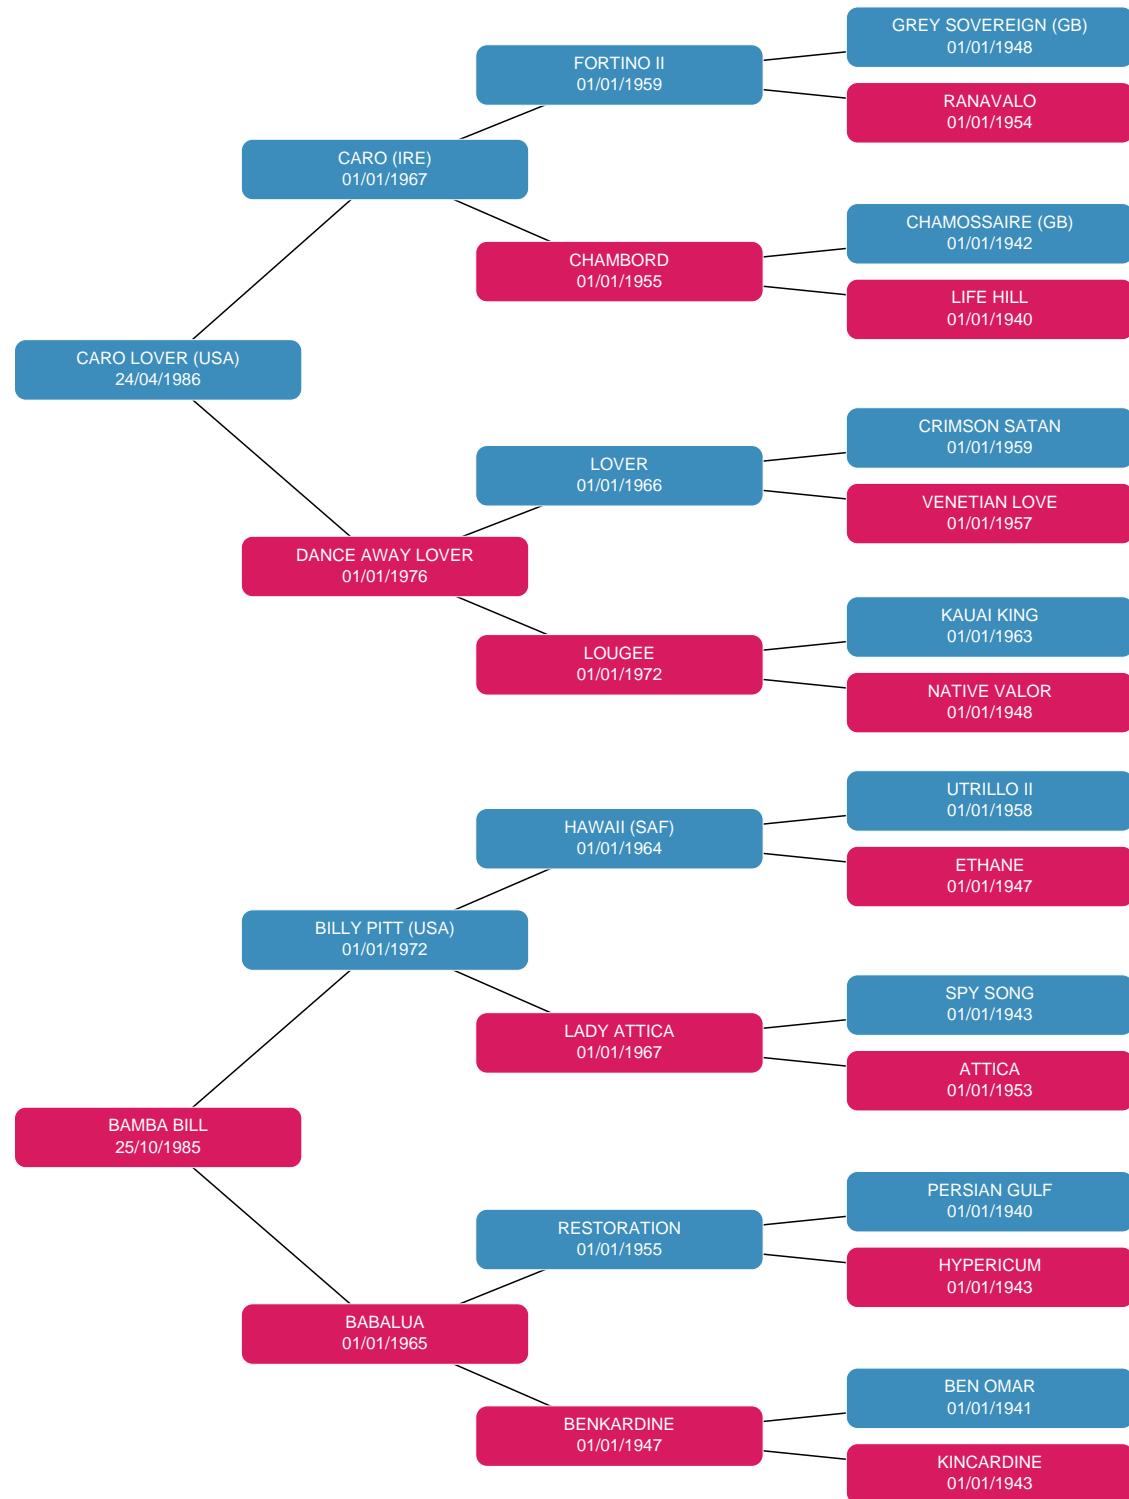 GREY SOVEREIGN (GB)
01/01/1948
FORTINO II
01/01/1959
RANAVALO
01/01/1954
CARO (IRE)
01/01/1967
CHAMOSSAIRE (GB)
01/01/1942
CHAMBORD
01/01/1955
LIFE HILL
01/01/1940
CARO LOVER (USA)
24/04/1986
CRIMSON SATAN
01/01/1959
LOVER
01/01/1966
VENETIAN LOVE
01/01/1957
DANCE AWAY LOVER
01/01/1976
KAUAI KING
01/01/1963
LOUGEE
01/01/1972
NATIVE VALOR
01/01/1948
UTRILLO II
01/01/1958
HAWAII (SAF)
01/01/1964
ETHANE
01/01/1947
BILLY PITT (USA)
01/01/1972
SPY SONG
01/01/1943
LADY ATTICA
01/01/1967
ATTICA
01/01/1953
BAMBA BILL
25/10/1985
PERSIAN GULF
01/01/1940
RESTORATION
01/01/1955
HYPERICUM
01/01/1943
BABALUA
01/01/1965
BEN OMAR
01/01/1941
BENKARDINE
01/01/1947
KINCARDINE
01/01/1943